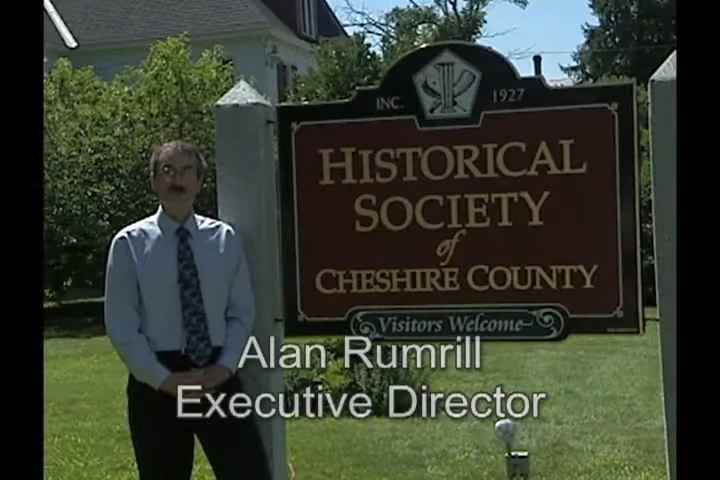 INC. 1927
HISTORICAL
SOCIETY
of
CHESHIRE COUNTY
Visitors Welcome
Alan Rumrill
Executive Director